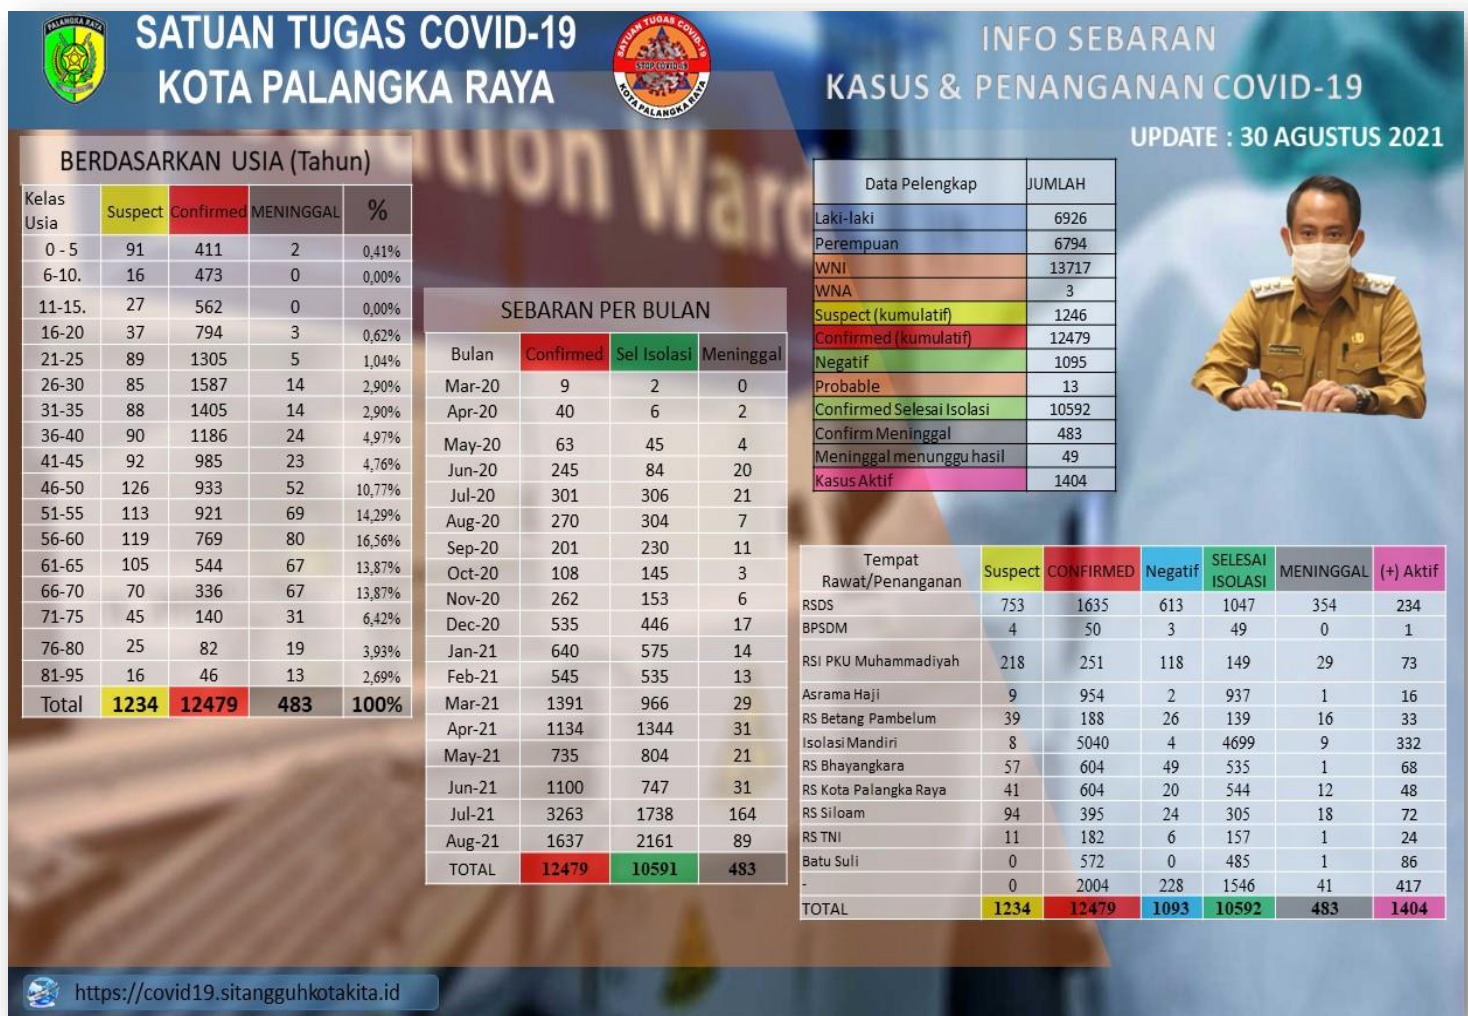 PALANGKA RAYA
SATUAN TUGAS COVID-19
KOTA PALANGKA RAYA
SATUAN TUGAS COVID-19
STOP COVID-19
KOTA PALANGKARAYA
INFO SEBARAN
KASUS & PENANGANAN COVID-19
UPDATE : 30 AGUSTUS 2021
BERDASARKAN USIA (Tahun)
Kelas Usia Suspect Confirmed MENINGGAL %
0 - 5 91 411 2 0,41%
6-10. 16 473 0 0,00%
11-15. 27 562 0 0,00%
16-20 37 794 3 0,62%
21-25 89 1305 5 1,04%
26-30 85 1587 14 2,90%
31-35 88 1405 14 2,90%
36-40 90 1186 24 4,97%
41-45 92 985 23 4,76%
46-50 126 933 52 10,77%
51-55 113 921 69 14,29%
56-60 119 769 80 16,56%
61-65 105 544 67 13,87%
66-70 70 336 67 13,87%
71-75 45 140 31 6,42%
76-80 25 82 19 3,93%
81-95 16 46 13 2,69%
Total 1234 12479 483 100%
SEBARAN PER BULAN
Bulan Confirmed Sel Isolasi Meninggal
Mar-20 9 2 0
Apr-20 40 6 2
May-20 63 45 4
Jun-20 245 84 20
Jul-20 301 306 21
Aug-20 270 304 7
Sep-20 201 230 11
Oct-20 108 145 3
Nov-20 262 153 6
Dec-20 535 446 17
Jan-21 640 575 14
Feb-21 545 535 13
Mar-21 1391 966 29
Apr-21 1134 1344 31
May-21 735 804 21
Jun-21 1100 747 31
Jul-21 3263 1738 164
Aug-21 1637 2161 89
TOTAL 12479 10591 483
Data Pelengkap JUMLAH
Laki-laki 6926
Perempuan 6794
WNI 13717
WNA 3
Suspect (kumulatif) 1246
Confirmed (kumulatif) 12479
Negatif 1095
Probable 13
Confirmed Selesai Isolasi 10592
Confirm Meninggal 483
Meninggal menunggu hasil 49
Kasus Aktif 1404
Tempat Rawat/Penanganan Suspect CONFIRMED Negatif SELESAI ISOLASI MENINGGAL (+) Aktif
RSDS 753 1635 613 1047 354 234
BPSDM 4 50 3 49 0 1
RSI PKU Muhammadiyah 218 251 118 149 29 73
Asrama Haji 9 954 2 937 1 16
RS Betang Pambelum 39 188 26 139 16 33
Isolasi Mandiri 8 5040 4 4699 9 332
RS Bhayangkara 57 604 49 535 1 68
RS Kota Palangka Raya 41 604 20 544 12 48
RS Siloam 94 395 24 305 18 72
RS TNI 11 182 6 157 1 24
Batu Suli 0 572 0 485 1 86
- 0 2004 228 1546 41 417
TOTAL 1234 12479 1093 10592 483 1404
https://covid19.sitangguhkotakita.id